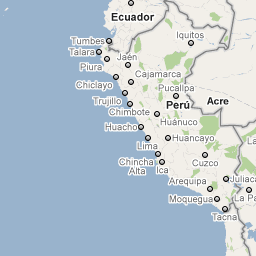 Ecuador
Tumbes
Iquitos
Talara
Jaén
Piura
Cajamarca
Chiclayo
Pucallpa
Trujillo
Perú
Acre
Chimbote
Huánuco
Huacho
Huancayo
Lima
Chincha
Alta
Cuzco
Ica
Juliaca
Arequipa
La P
Moquegua
Tacna